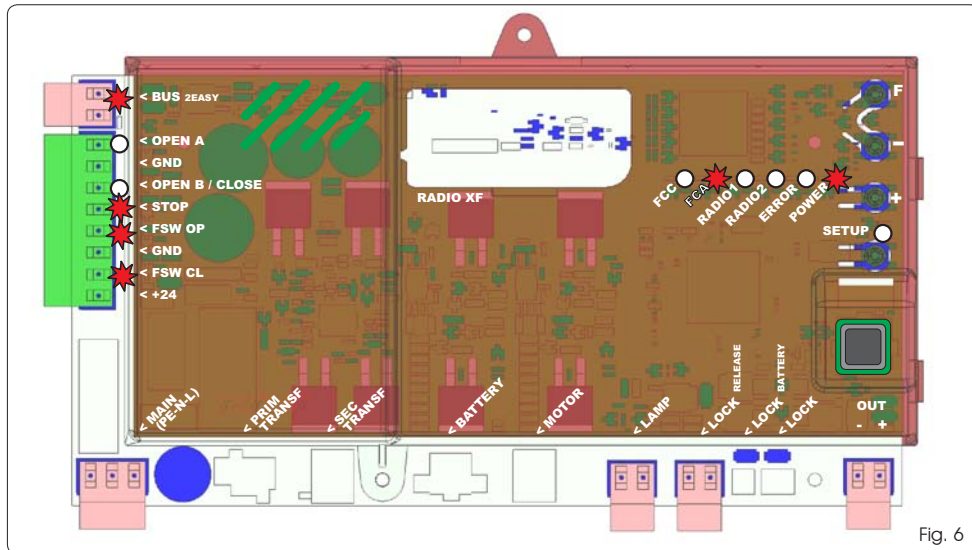 < BUS 2EASY
< OPEN A
< GND
< OPEN B / CLOSE
< STOP
< FSW OP
< GND
< FSW CL
< +24
RADIO XF
FCC
FCA
RADIO1
RADIO2
ERROR
POWER
F
-
+
SETUP
< MAIN
(PE-N-L)
< PRIM
TRANSF
< SEC
TRANSF
< BATTERY
< MOTOR
< LAMP
< LOCK RELEASE
< LOCK BATTERY
< LOCK
OUT
- +
Fig. 6